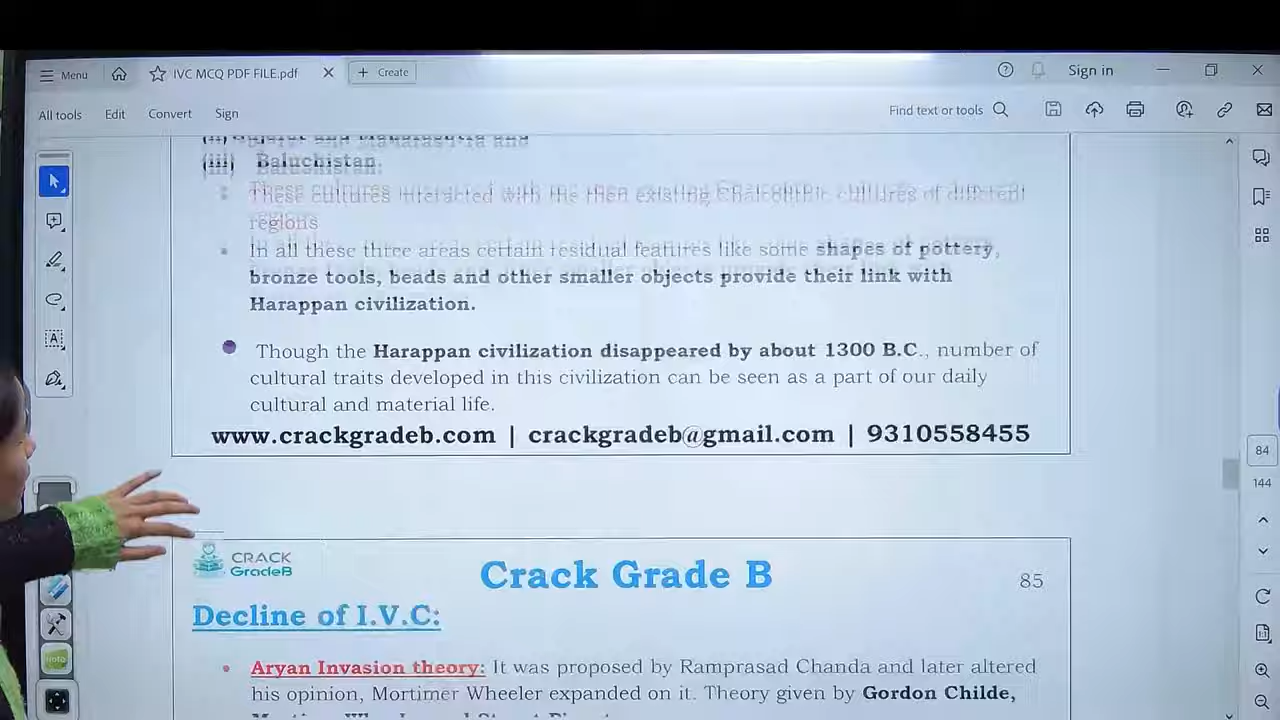 Menu
IVC MCQ PDF FILE.pdf
Create
Sign in
All tools
Edit
Convert
Sign
Find text or tools
(iii) Baluchistan.
These cultures interacted with the then existing Chalcolithic cultures of different
regions
In all these three areas certain residual features like some shapes of pottery,
bronze tools, beads and other smaller objects provide their link with
Harappan civilization.
Though the Harappan civilization disappeared by about 1300 B.C., number of
cultural traits developed in this civilization can be seen as a part of our daily
cultural and material life.
www.crackgradeb.com | crackgradeb@gmail.com | 9310558455
84
144
CRACK
GradeB
Crack Grade B
85
Decline of I.V.C:
Aryan Invasion theory: It was proposed by Ramprasad Chanda and later altered
his opinion, Mortimer Wheeler expanded on it. Theory given by Gordon Childe,
note